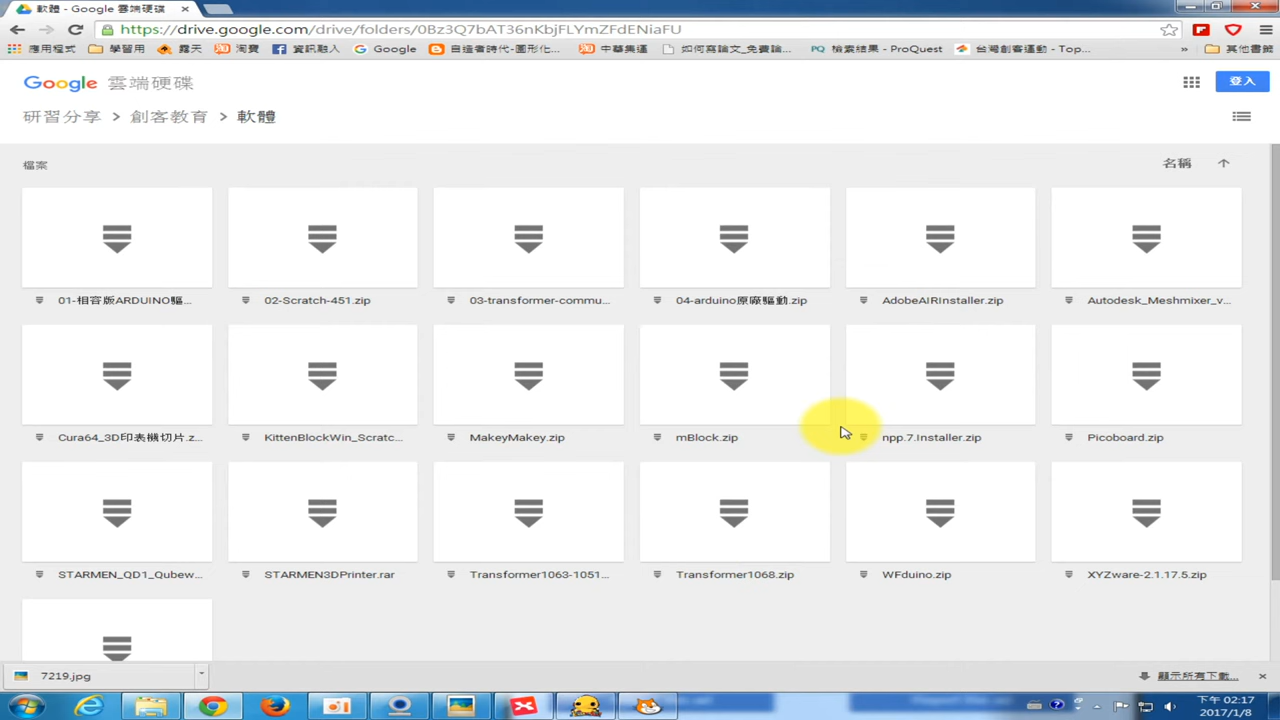 軟體 - Google 雲端硬碟
https://drive.google.com/drive/folders/0Bz3Q7bAT36nKbjFLYmZFdENiaFU
應用程式 學習用 露天 淘寶 資訊融入 Google 自造者時代-圖形化... 中華集運 如何寫論文_免費論... PQ 檢索結果 - ProQuest 台灣創客運動 - Top... » 其他書籤
Google 雲端硬碟
登入
研習分享 > 創客教育 > 軟體
檔案
名稱
01-相容版ARDUINO驅... 02-Scratch-451.zip 03-transformer-commu... 04-arduino原廠驅動.zip AdobeAIRInstaller.zip Autodesk_Meshmixer_v...
Cura64_3D印表機切片.z... KittenBlockWin_Scratc... MakeyMakey.zip mBlock.zip npp.7.Installer.zip Picoboard.zip
STARMEN_QD1_Qubew... STARMEN3DPrinter.rar Transformer1063-1051... Transformer1068.zip WFduino.zip XYZware-2.1.17.5.zip
7219.jpg
顯示所有下載...
下午 02:17
2017/1/8